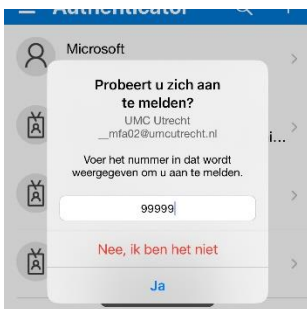 Authenticator
Microsoft
Probeert u zich aan
te melden?
UMC Utrecht
__mfa02@umcutrecht.nl
i...
Voer het nummer in dat wordt
weergegeven om u aan te melden.
99999
Nee, ik ben het niet
Ja